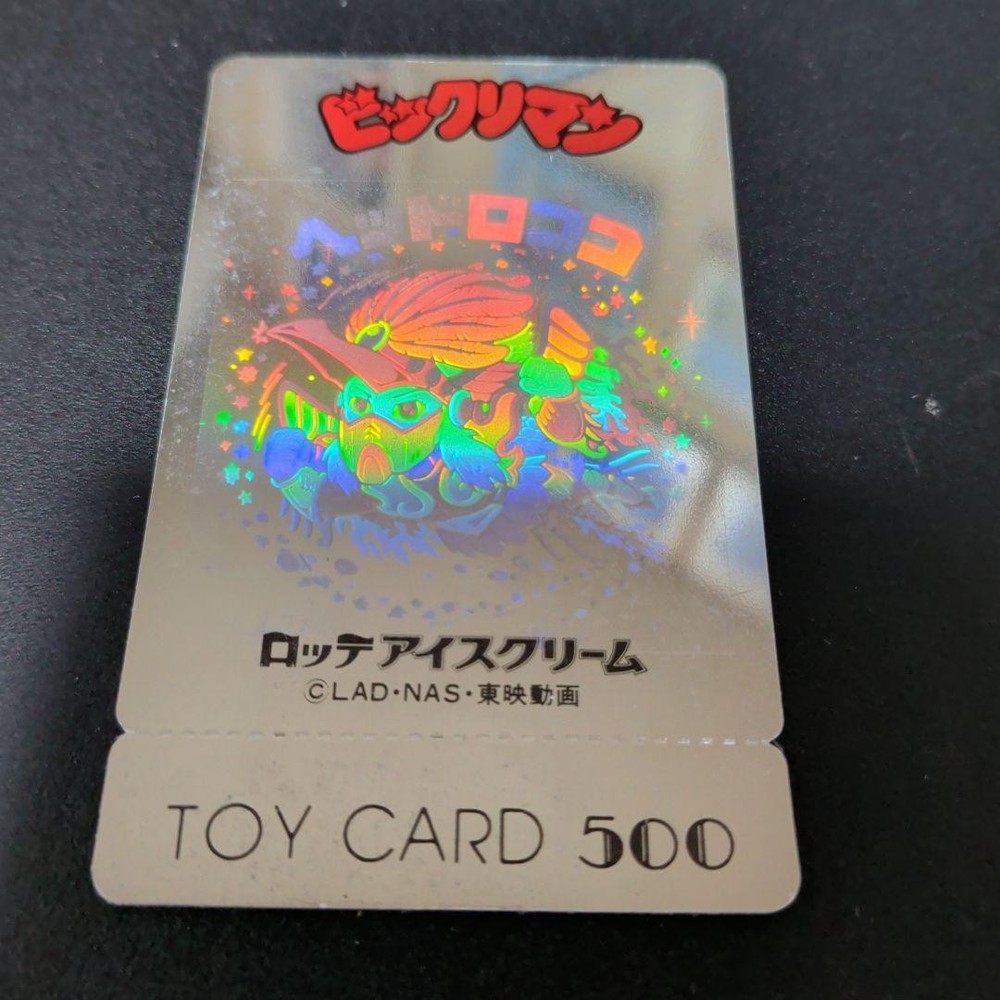 ビックリマン
ヘッドロココ
ロッテ アイスクリーム
©LAD・NAS・東映動画
TOY CARD 500